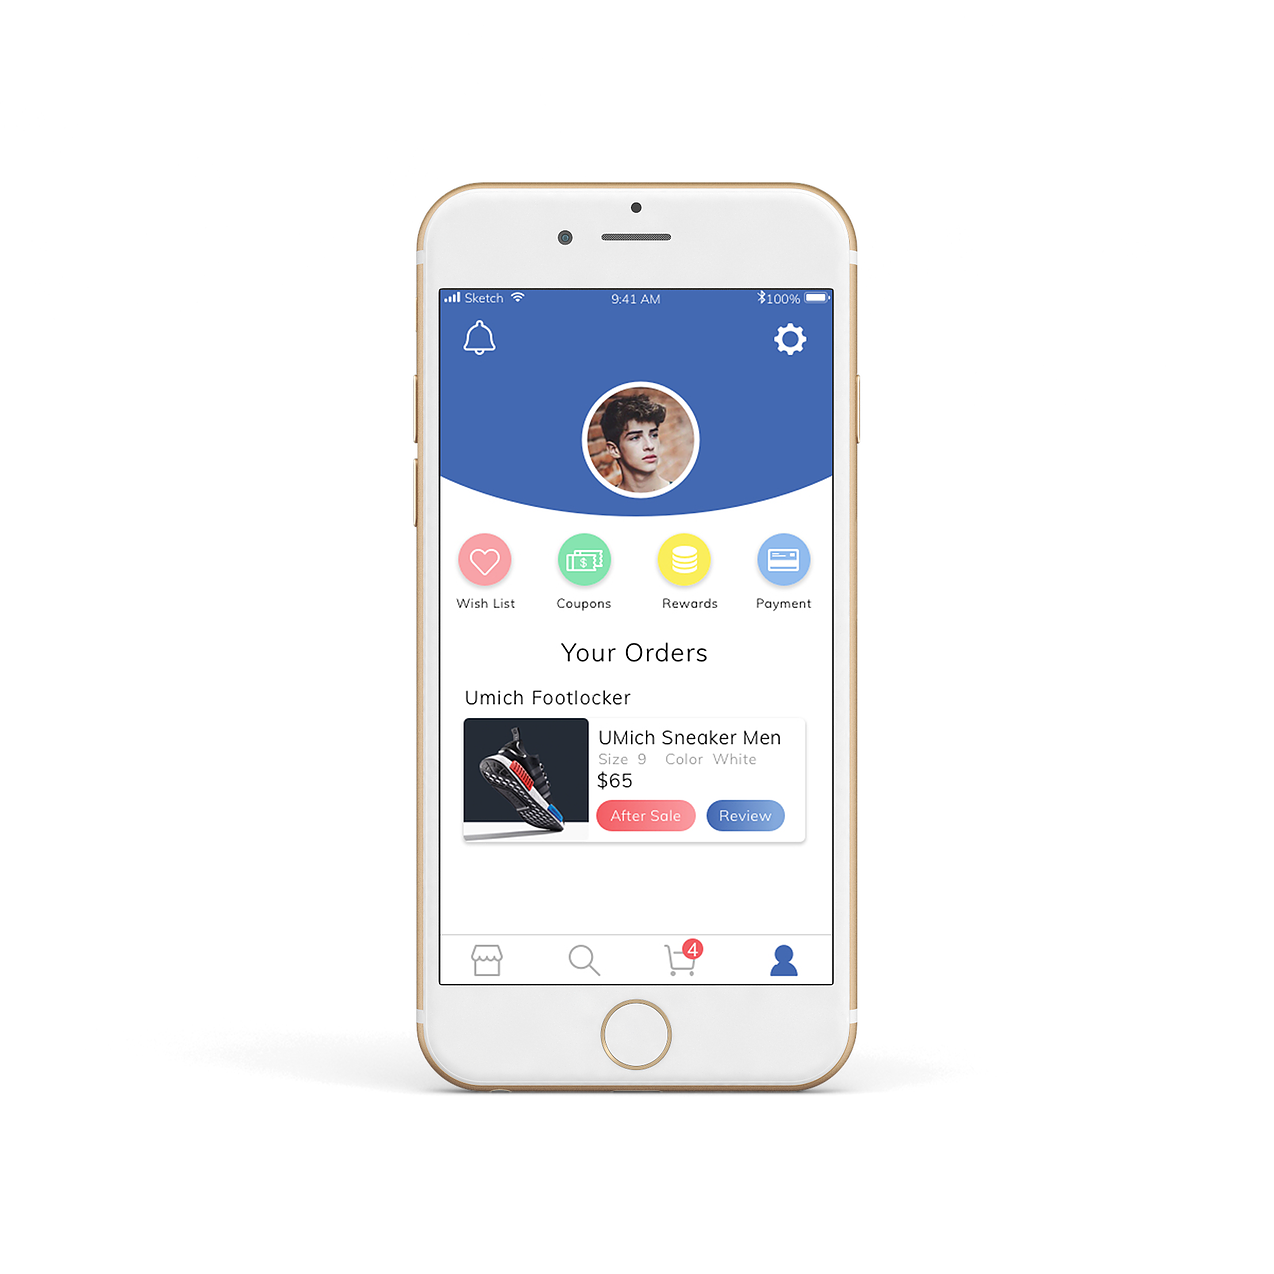 Sketch 9:41 AM 100%
Wish List Coupons Rewards Payment
Your Orders
Umich Footlocker
UMich Sneaker Men
Size 9 Color White
$65
After Sale Review
4